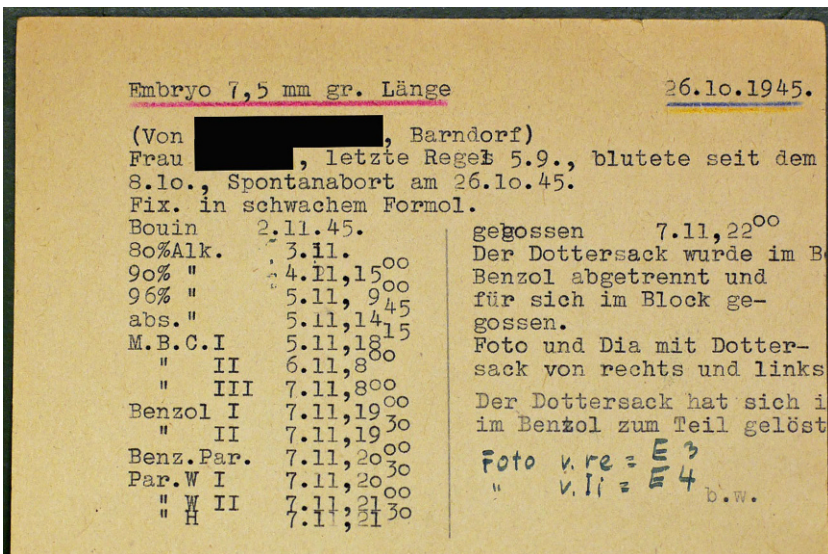 Embryo 7,5 mm gr. Länge 26.1o.1945.
(Von , Barndorf)
Frau , letzte Regel 5.9., blutete seit dem
8.1o., Spontanabort am 26.1o.45.
Fix. in schwachem Formol.
Bouin 2.11.45.
8o%Alk. 3.11.
9o% " 4.11,15oo
96% " 5.11, 9oo
abs." 5.11,1445
M.B.C.I 5.11,1815
" II 6.11,8oo
" III 7.11,8oo
Benzol I 7.11,19oo
" II 7.11,1930
Benz.Par. 7.11,2ooo
Par.W I 7.11,2o30
" W II 7.11,21oo
" H 7.11,2130
gegossen 7.11,22oo
Der Dottersack wurde im
Benzol abgetrennt und
für sich im Block ge-
gossen.
Foto und Dia mit Dotter-
sack von rechts und links
Der Dottersack hat sich
im Benzol zum Teil gelöst
Foto v. re = E 3
" v. li = E 4
b.w.